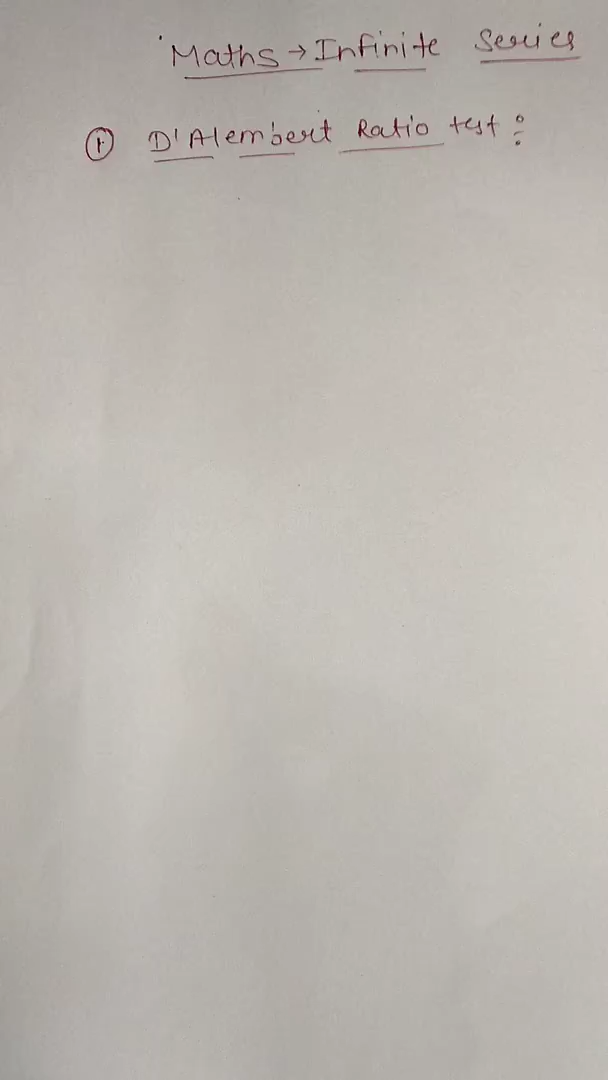 Maths → Infinite Series
① D'Alembert Ratio test :-